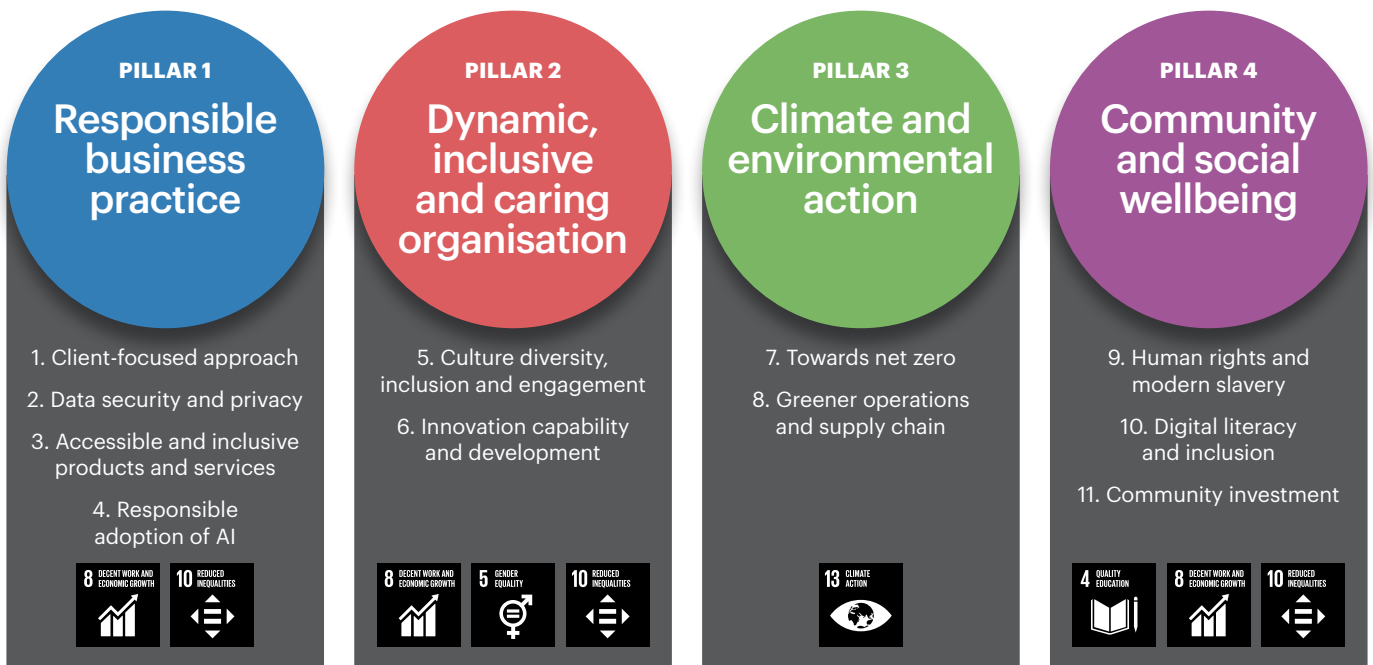 PILLAR 1
Responsible
business
practice
1. Client-focused approach
2. Data security and privacy
3. Accessible and inclusive
products and services
4. Responsible
adoption of AI
8 DECENT WORK AND
ECONOMIC GROWTH
10 REDUCED
INEQUALITIES
PILLAR 2
Dynamic,
inclusive
and caring
organisation
5. Culture diversity,
inclusion and engagement
6. Innovation capability
and development
8 DECENT WORK AND
ECONOMIC GROWTH
5 GENDER
EQUALITY
10 REDUCED
INEQUALITIES
PILLAR 3
Climate and
environmental
action
7. Towards net zero
8. Greener operations
and supply chain
13 CLIMATE
ACTION
PILLAR 4
Community
and social
wellbeing
9. Human rights and
modern slavery
10. Digital literacy
and inclusion
11. Community investment
4 QUALITY
EDUCATION
8 DECENT WORK AND
ECONOMIC GROWTH
10 REDUCED
INEQUALITIES